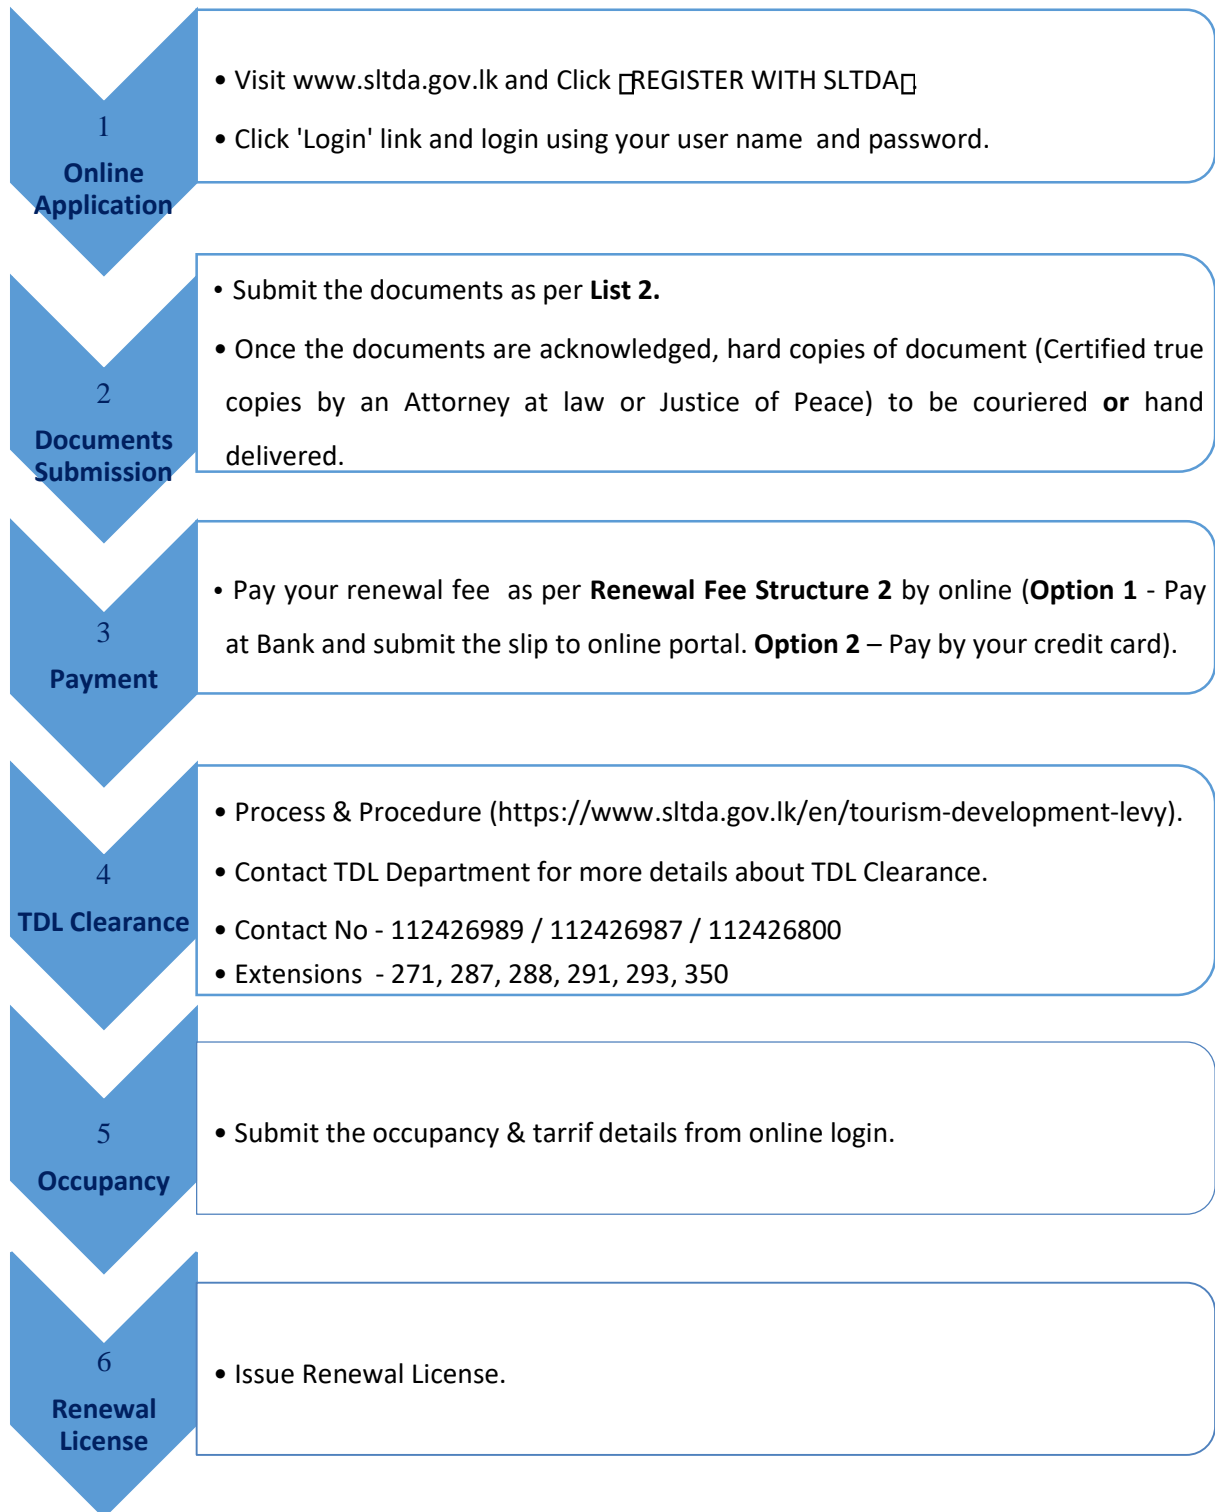 1
Online
Application
• Visit www.sltda.gov.lk and Click □REGISTER WITH SLTDA□.
• Click 'Login' link and login using your user name  and password.
2
Documents
Submission
• Submit the documents as per List 2.
• Once the documents are acknowledged, hard copies of document (Certified true
copies by an Attorney at law or Justice of Peace) to be couriered or hand
delivered.
3
Payment
• Pay your renewal fee  as per Renewal Fee Structure 2 by online (Option 1 - Pay
at Bank and submit the slip to online portal. Option 2 – Pay by your credit card).
4
TDL Clearance
• Process & Procedure (https://www.sltda.gov.lk/en/tourism-development-levy).
• Contact TDL Department for more details about TDL Clearance.
• Contact No - 112426989 / 112426987 / 112426800
• Extensions  - 271, 287, 288, 291, 293, 350
5
Occupancy
• Submit the occupancy & tarrif details from online login.
6
Renewal
License
• Issue Renewal License.